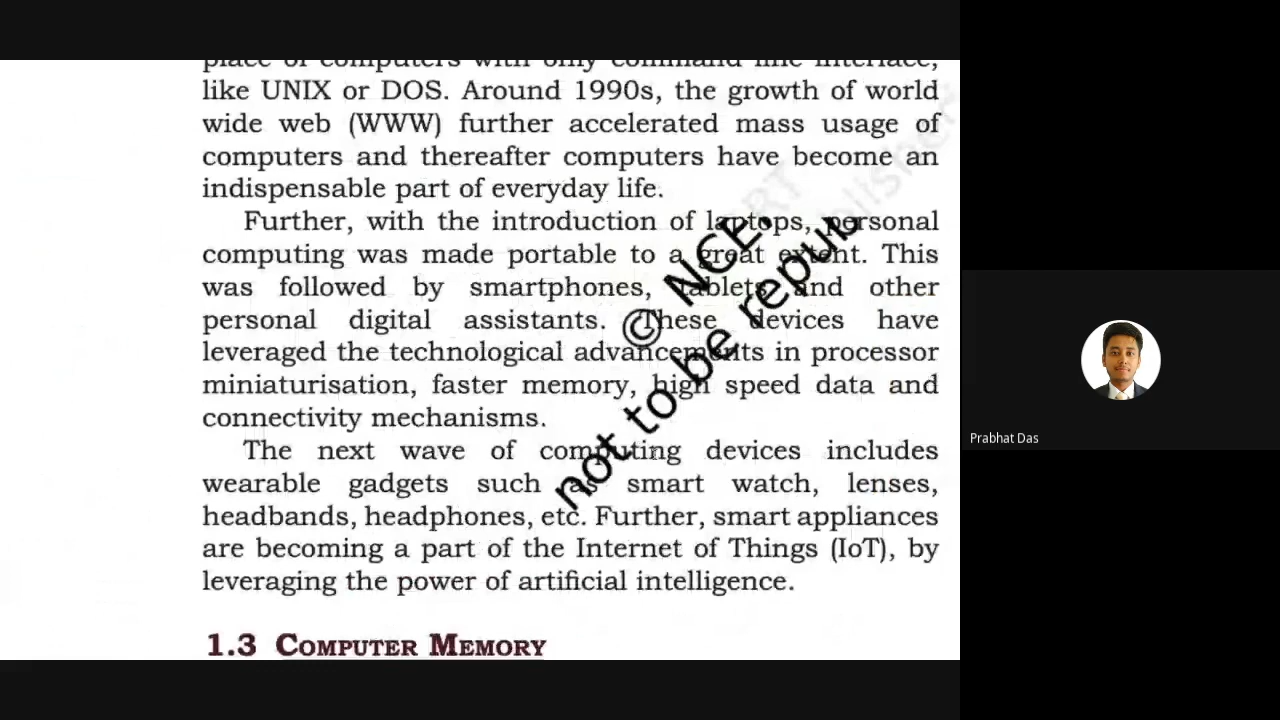 place of computers with only command line interface,
like UNIX or DOS. Around 1990s, the growth of world
wide web (WWW) further accelerated mass usage of
computers and thereafter computers have become an
indispensable part of everyday life.
Further, with the introduction of laptops, personal
computing was made portable to a great extent. This
was followed by smartphones, tablets and other
personal digital assistants. These devices have
leveraged the technological advancements in processor
miniaturisation, faster memory, high speed data and
connectivity mechanisms.
The next wave of computing devices includes
wearable gadgets such as smart watch, lenses,
headbands, headphones, etc. Further, smart appliances
are becoming a part of the Internet of Things (IoT), by
leveraging the power of artificial intelligence.
1.3 COMPUTER MEMORY
© NCERT
not to be republished
Prabhat Das